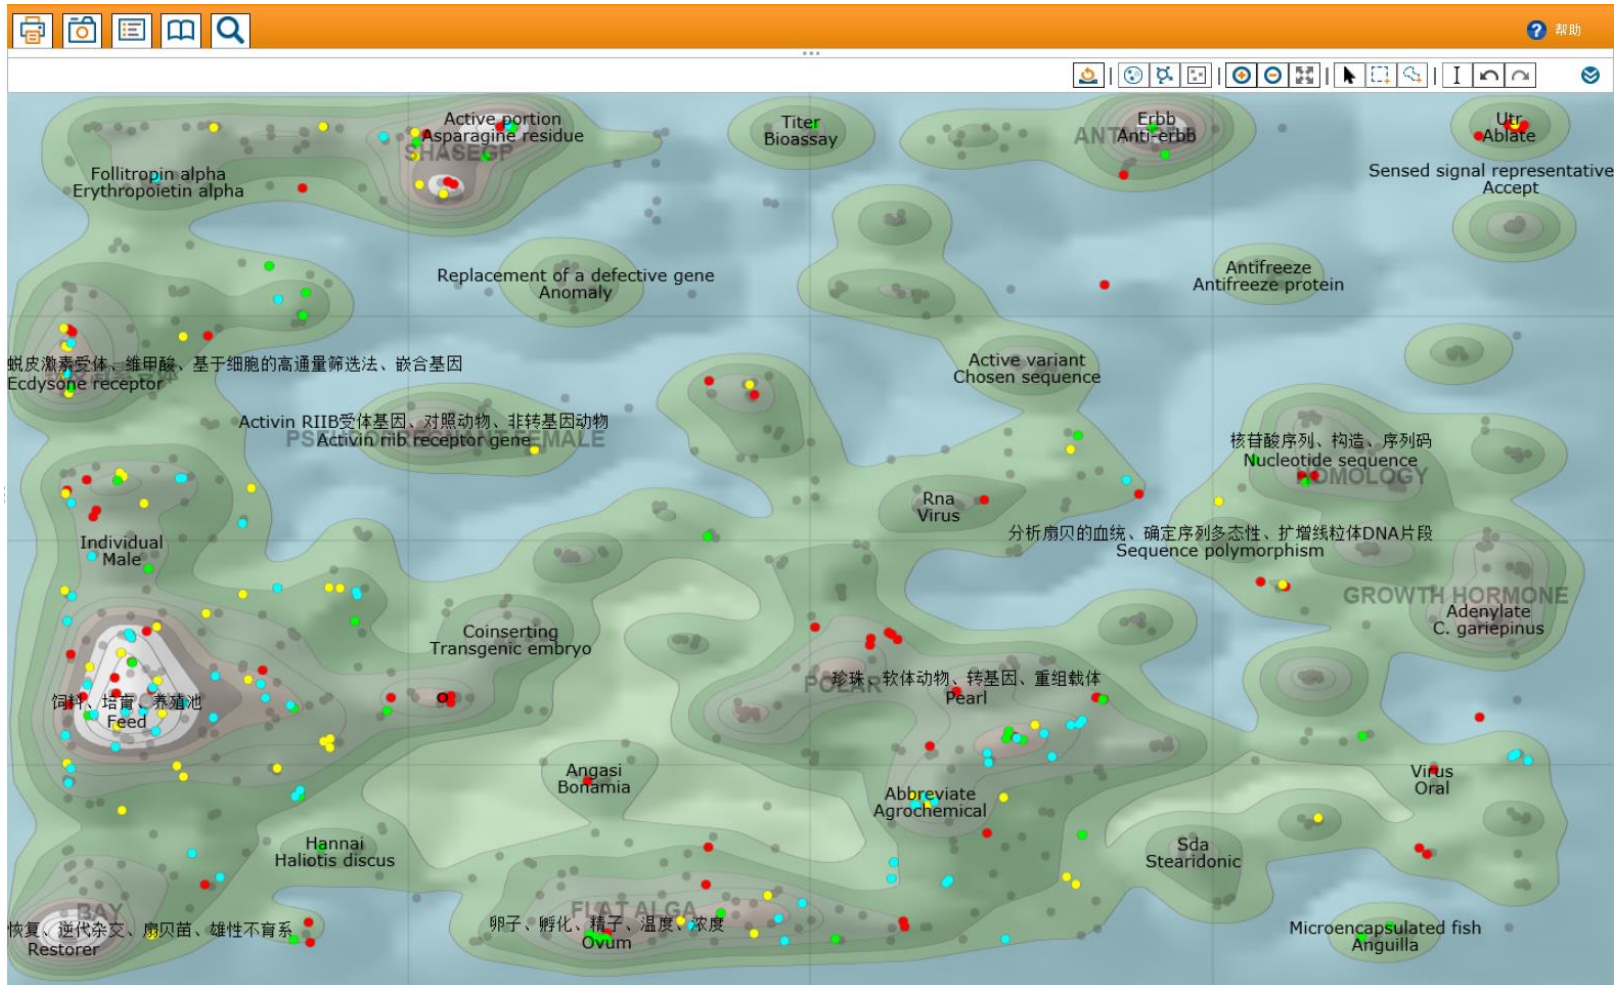 帮助
Active portion
Asparagine residue
SHASEGP
Titer
Bioassay
Erbb
Anti-erbb
Utr
Ablate
Follitropin alpha
Erythropoietin alpha
Sensed signal representative
Accept
Replacement of a defective gene
Anomaly
Antifreeze
Antifreeze protein
蜕皮激素受体、维甲酸、基于细胞的高通量筛选法、嵌合基因
Ecdysone receptor
Active variant
Chosen sequence
Activin RIIB受体基因、对照动物、非转基因动物
Activin riib receptor gene
核苷酸序列、构造、序列码
Nucleotide sequence
HOMOLOGY
Rna
Virus
分析扇贝的血统、确定序列多态性、扩增线粒体DNA片段
Sequence polymorphism
Individual
Male
GROWTH HORMONE
Adenylate
C. gariepinus
Coinserting
Transgenic embryo
饲料、培育、养殖池
Feed
POLAR
珍珠、软体动物、转基因、重组载体
Pearl
Angasi
Bonamia
Virus
Oral
Abbreviate
Agrochemical
Hannai
Haliotis discus
Sda
Stearidonic
BAY
恢复、逆代杂交、扇贝苗、雄性不育系
Restorer
FLAT ALGA
卵子、孵化、精子、温度、浓度
Ovum
Microencapsulated fish
Anguilla